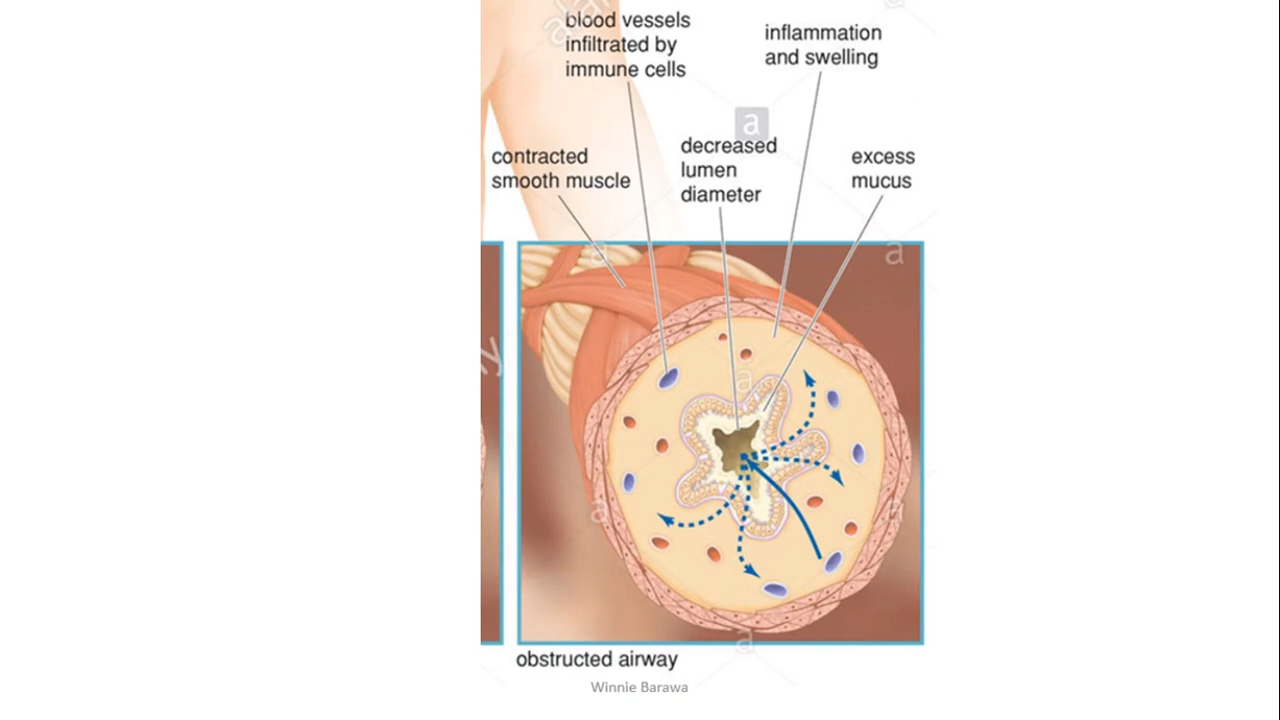 blood vessels
infiltrated by
immune cells
inflammation
and swelling
contracted
smooth muscle
decreased
lumen
diameter
excess
mucus
obstructed airway
Winnie Barawa
a
a
a
a
a
a
a
y